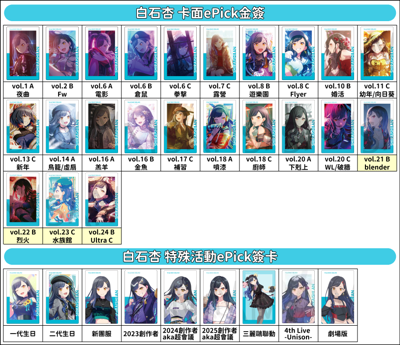 白石杏 卡面ePick金簽
vol.1 A
夜曲
vol.2 B
Fw
vol.6 A
電影
vol.6 B
倉鼠
vol.6 C
拳擊
vol.7 C
露營
vol.8 B
遊樂園
vol.8 C
Flyer
vol.10 B
婚活
vol.11 C
幼年/向日葵
vol.13 C
新年
vol.14 A
鳥籠/虛扇
vol.16 A
羔羊
vol.16 B
金魚
vol.17 C
補習
vol.18 A
噴漆
vol.18 C
廚師
vol.20 A
下剋上
vol.20 C
WL/破牆
vol.21 B
blender
vol.22 B
烈火
vol.23 C
水族館
vol.24 B
Ultra C
白石杏 特殊活動ePick簽卡
一代生日
二代生日
新團服
2023創作者
2024創作者
aka超會議
2025創作者
aka超會議
三麗鷗聯動
4th Live
-Unison-
劇場版